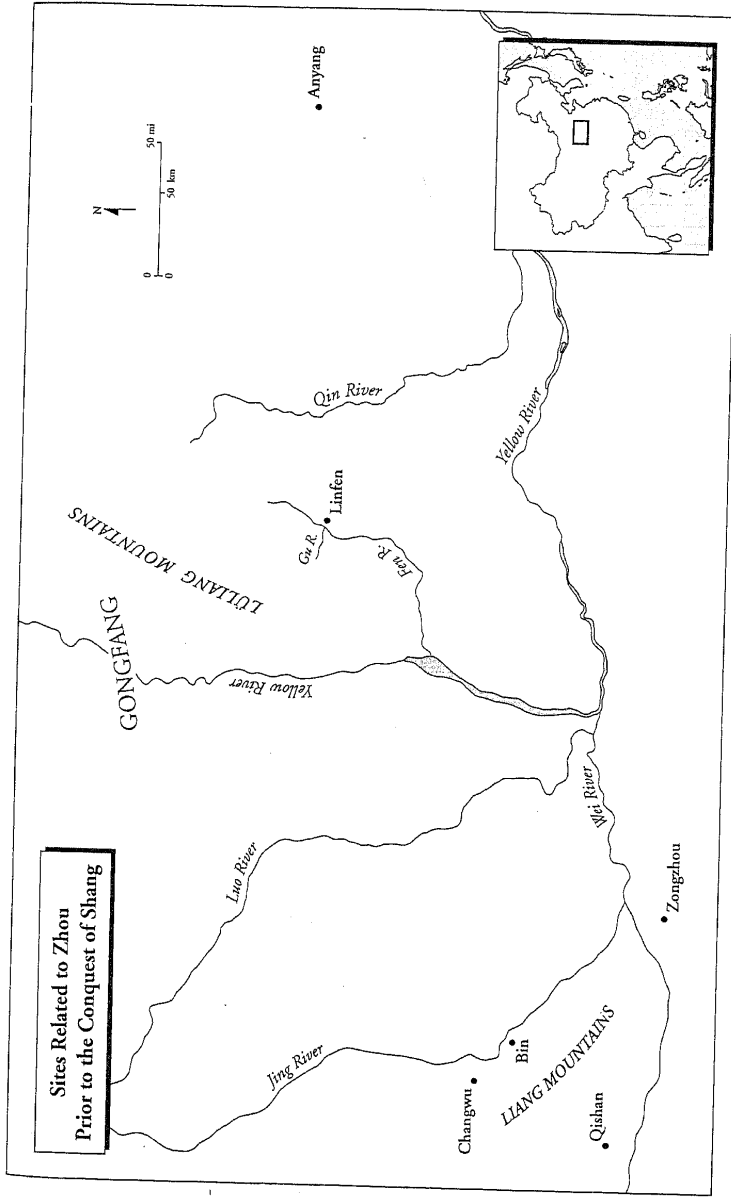 Sites Related to Zhou
Prior to the Conquest of Shang
N
0
50 mi
0
50 km
Anyang
GONGFANG
LÜLIANG MOUNTAINS
Qin River
Luo River
Yellow River
Gu R.
Linfen
Fen R.
Jing River
Yellow River
Changwu
Bin
Wei River
LIANG MOUNTAINS
Qishan
Zongzhou